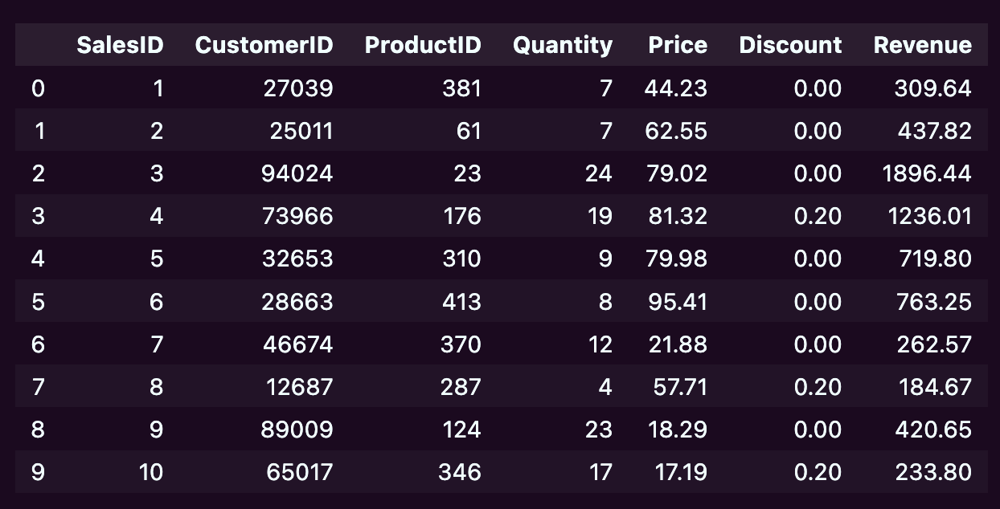 SalesID CustomerID ProductID Quantity Price Discount Revenue
0 1 27039 381 7 44.23 0.00 309.64
1 2 25011 61 7 62.55 0.00 437.82
2 3 94024 23 24 79.02 0.00 1896.44
3 4 73966 176 19 81.32 0.20 1236.01
4 5 32653 310 9 79.98 0.00 719.80
5 6 28663 413 8 95.41 0.00 763.25
6 7 46674 370 12 21.88 0.00 262.57
7 8 12687 287 4 57.71 0.20 184.67
8 9 89009 124 23 18.29 0.00 420.65
9 10 65017 346 17 17.19 0.20 233.80